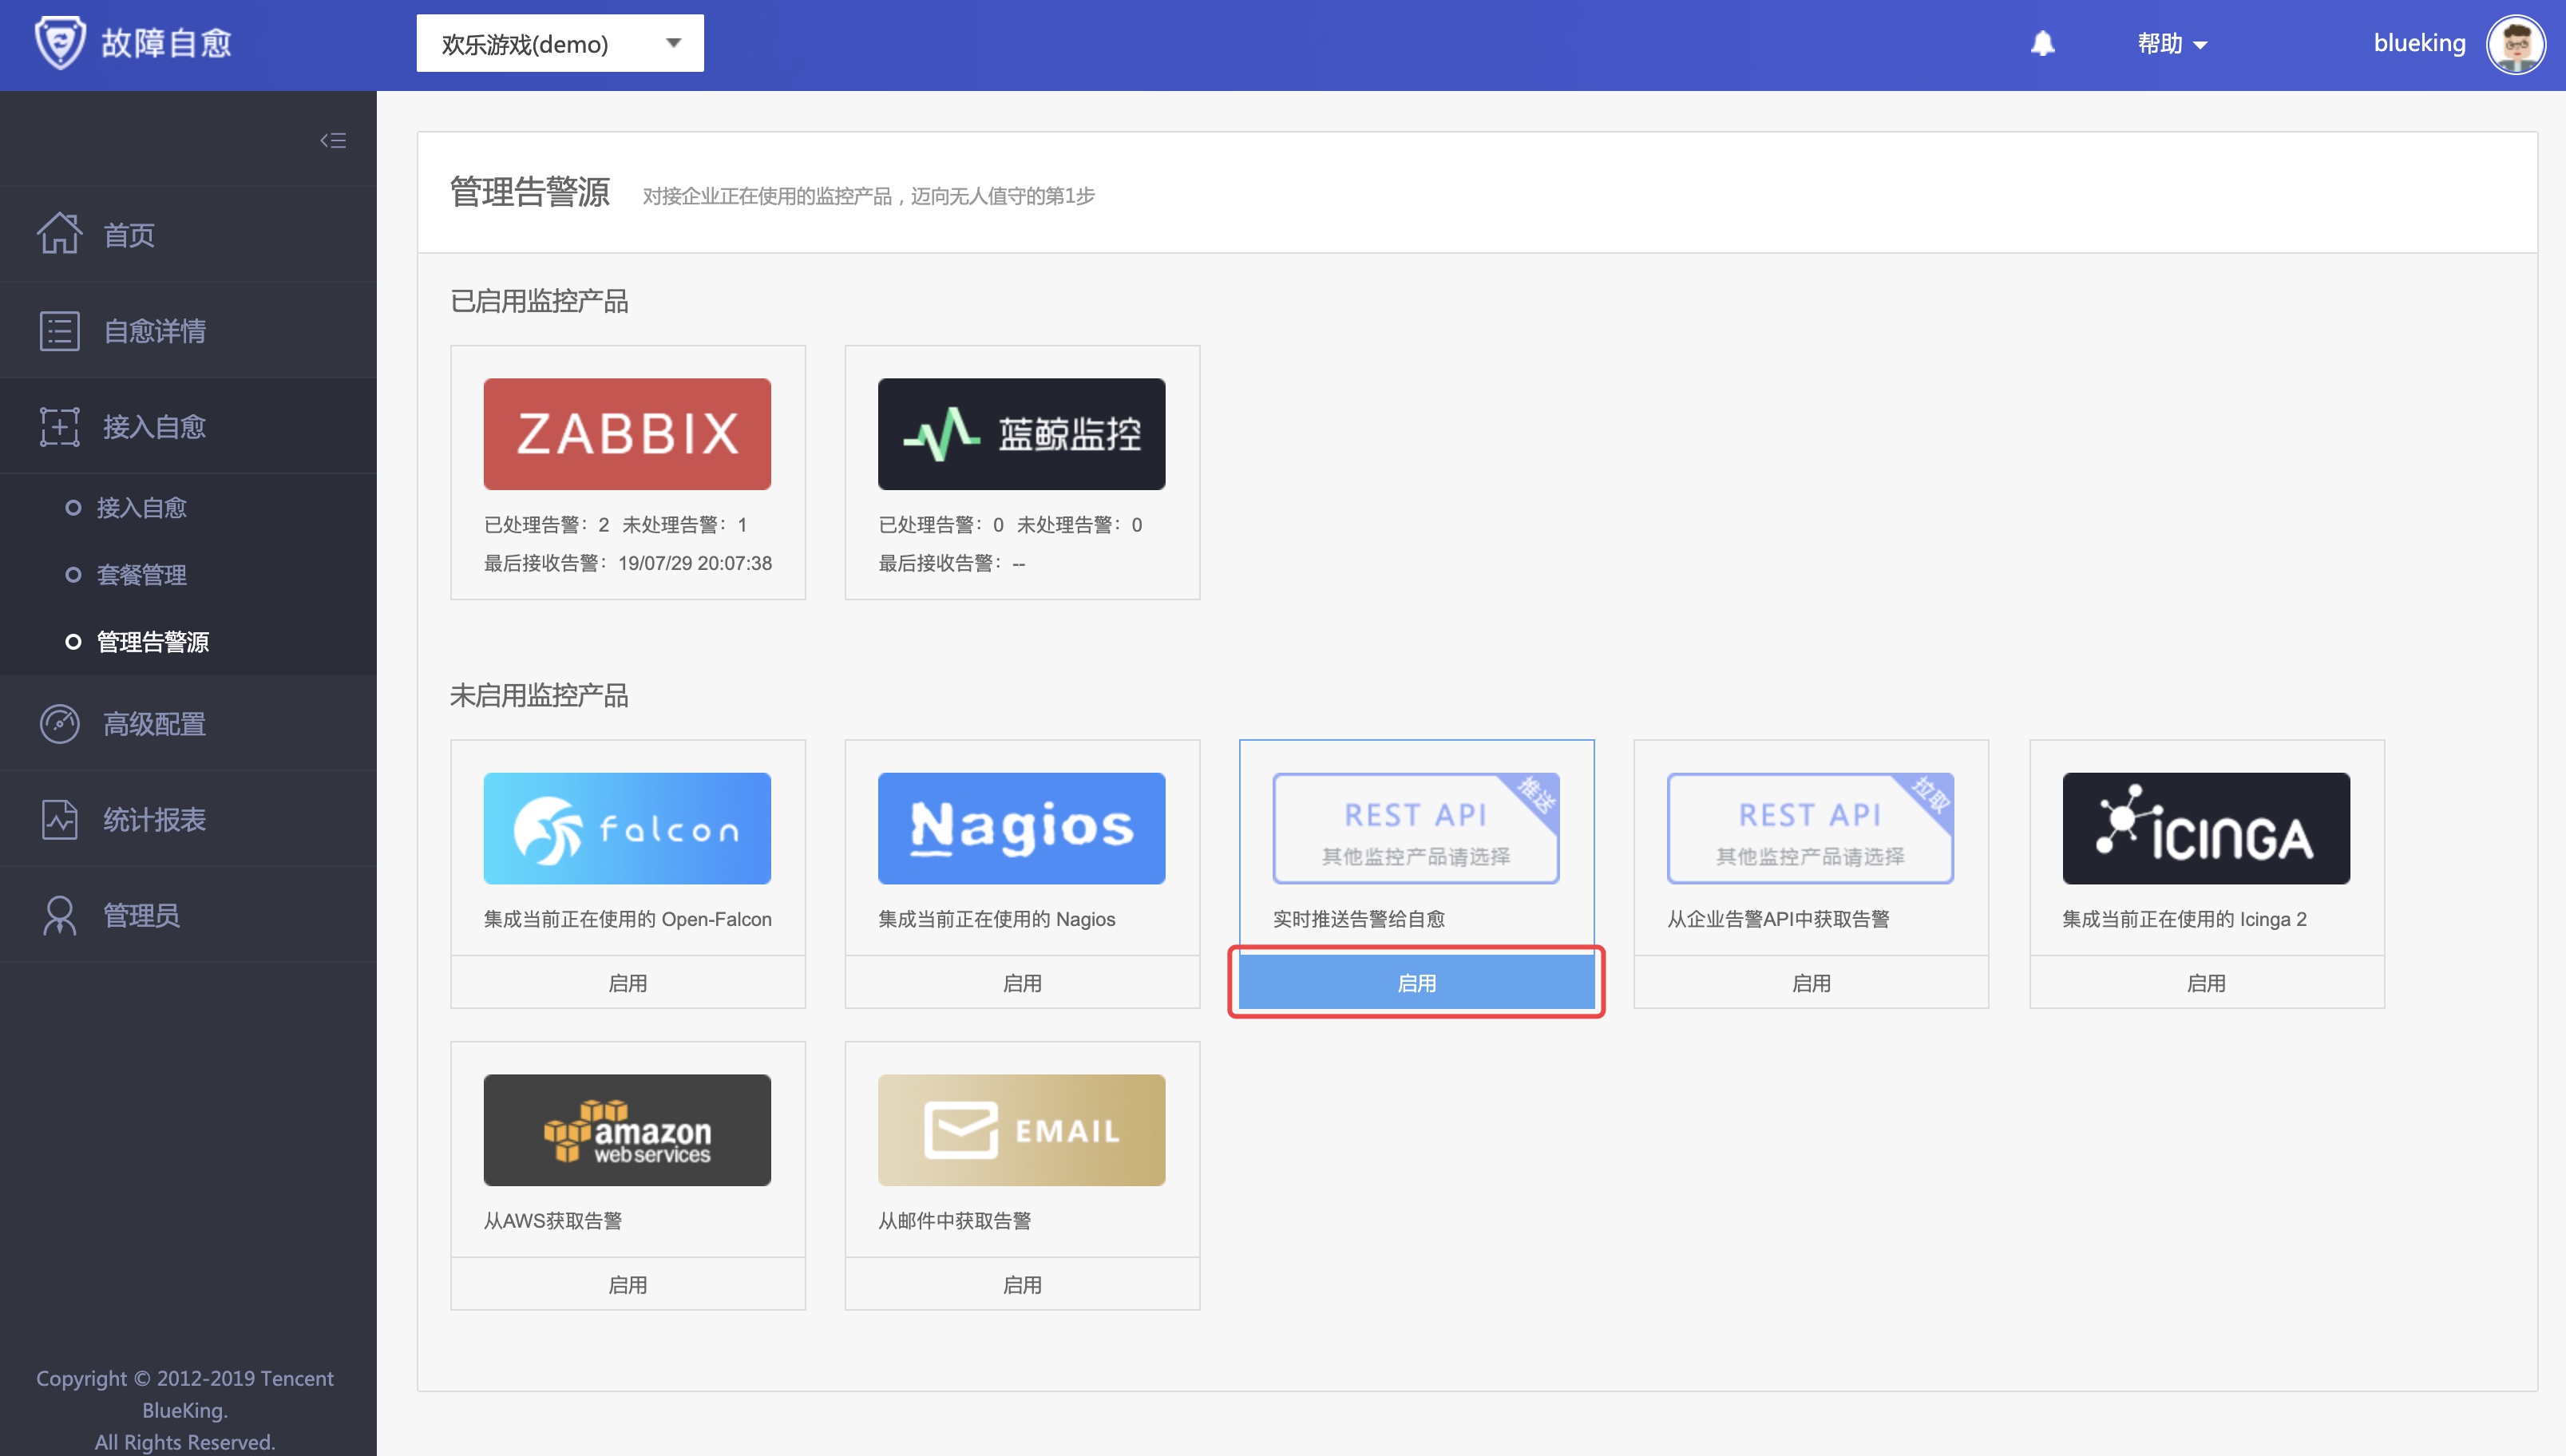 故障自愈
欢乐游戏(demo)
帮助
blueking
首页
自愈详情
接入自愈
接入自愈
套餐管理
管理告警源
高级配置
统计报表
管理员
Copyright © 2012-2019 Tencent
BlueKing.
All Rights Reserved.
管理告警源 对接企业正在使用的监控产品，迈向无人值守的第1步
已启用监控产品
ZABBIX
已处理告警：2 未处理告警：1
最后接收告警：19/07/29 20:07:38
蓝鲸监控
已处理告警：0 未处理告警：0
最后接收告警：--
未启用监控产品
falcon
集成当前正在使用的 Open-Falcon
启用
Nagios
集成当前正在使用的 Nagios
启用
推送
REST API
其他监控产品请选择
实时推送告警给自愈
启用
拉取
REST API
其他监控产品请选择
从企业告警API中获取告警
启用
ICINGA
集成当前正在使用的 Icinga 2
启用
amazon
web services
从AWS获取告警
启用
EMAIL
从邮件中获取告警
启用